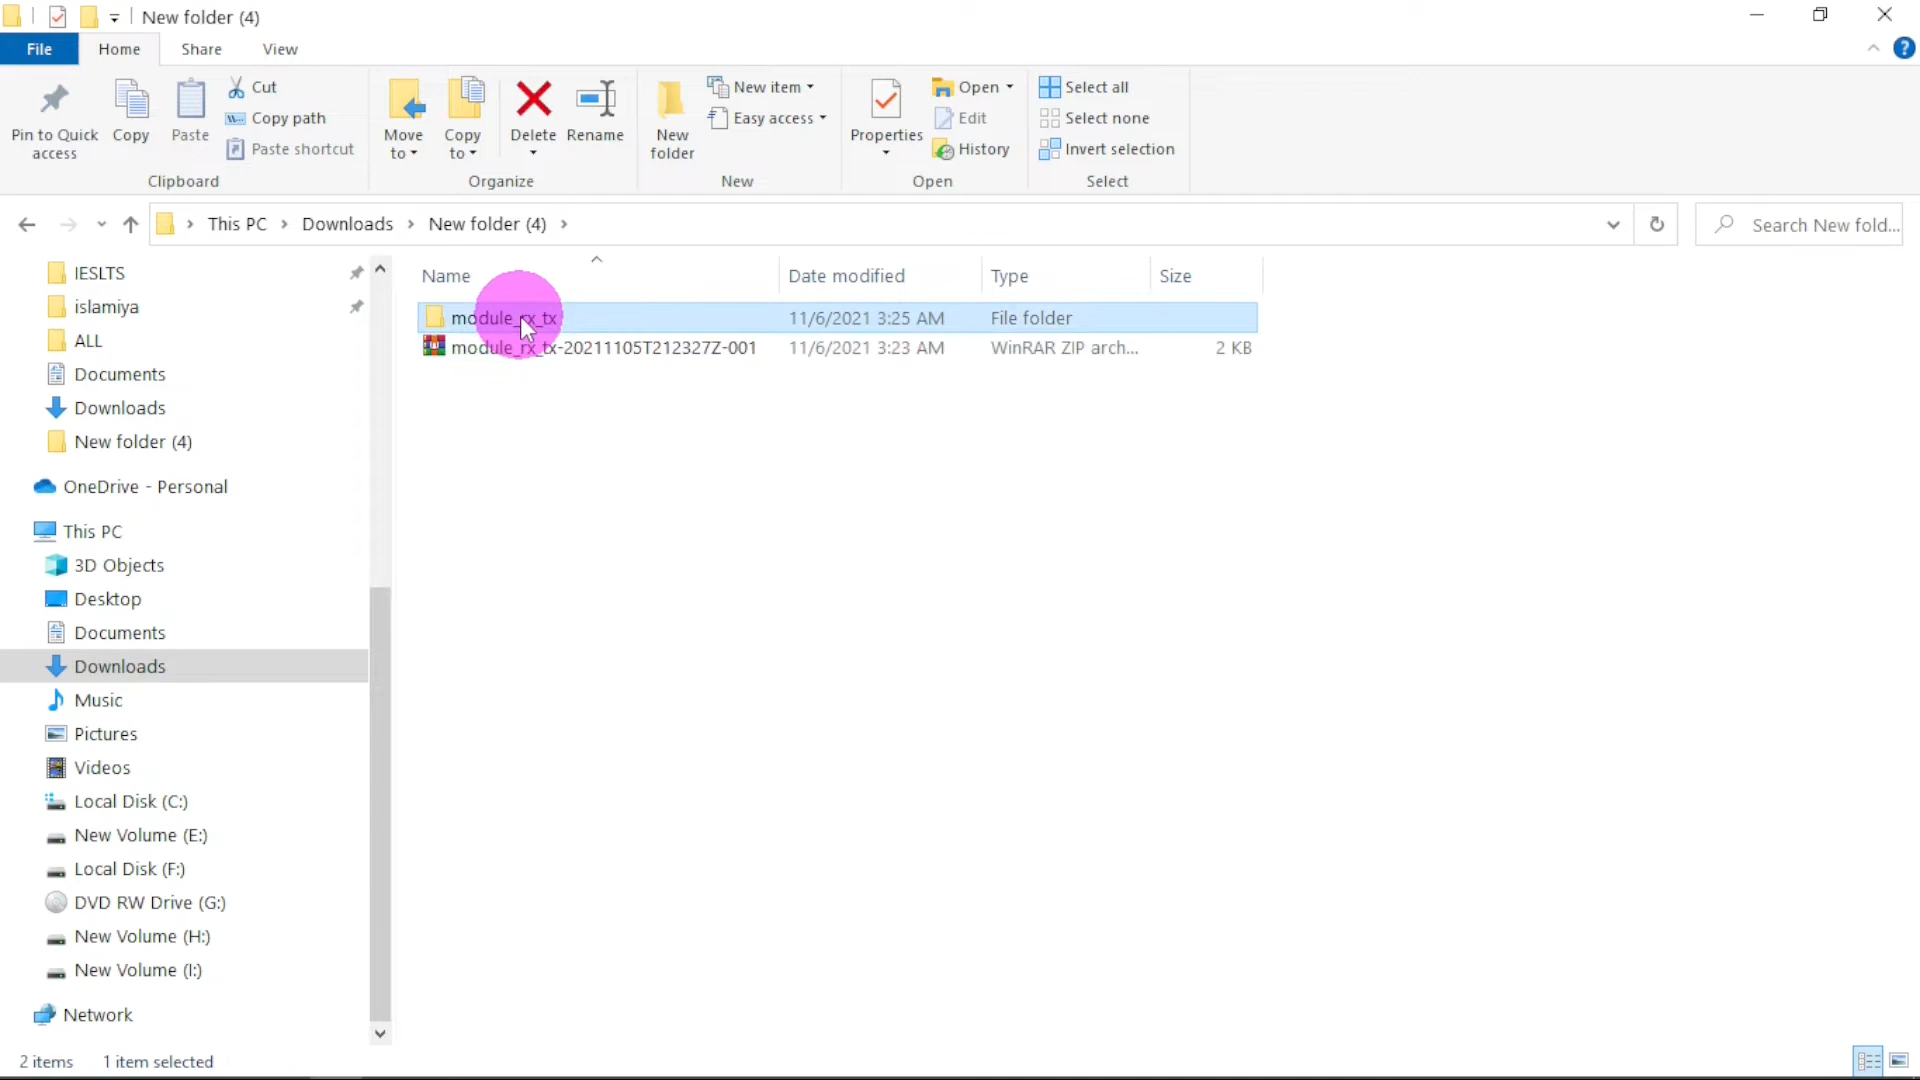 New folder (4)
File
Home
Share
View
Pin to Quick access
Copy
Paste
Cut
Copy path
Paste shortcut
Clipboard
Move to
Copy to
Delete
Rename
Organize
New folder
New item
Easy access
New
Properties
Open
Edit
History
Open
Select all
Select none
Invert selection
Select
This PC
Downloads
New folder (4)
Search New fold...
IESLTS
islamiya
ALL
Documents
Downloads
New folder (4)
OneDrive - Personal
This PC
3D Objects
Desktop
Documents
Downloads
Music
Pictures
Videos
Local Disk (C:)
New Volume (E:)
Local Disk (F:)
DVD RW Drive (G:)
New Volume (H:)
New Volume (I:)
Network
Name Date modified Type Size
module_rx_tx 11/6/2021 3:25 AM File folder
module_rx_tx-20211105T212327Z-001 11/6/2021 3:23 AM WinRAR ZIP arch... 2 KB
2 items 1 item selected